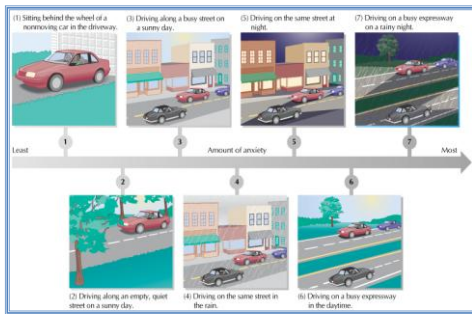 (1) Sitting behind the wheel of a
nonmoving car in the driveway.
(3) Driving along a busy street on
a sunny day.
(5) Driving on the same street at
night.
(7) Driving on a busy expressway
on a rainy night.
Least
Amount of anxiety
Most
1
2
3
4
5
6
7
(2) Driving along an empty, quiet
street on a sunny day.
(4) Driving on the same street in
the rain.
(6) Driving on a busy expressway
in the daytime.